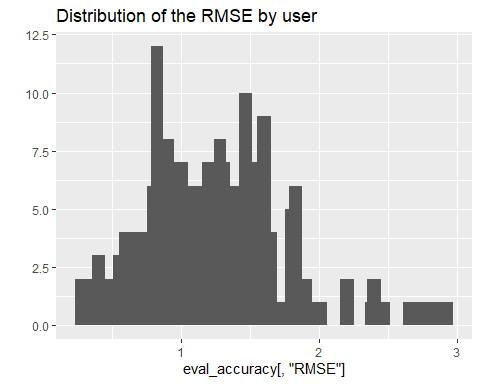 Distribution of the RMSE by user
12.5
10.0
7.5
5.0
2.5
0.0
1 2 3
eval_accuracy[, "RMSE"]